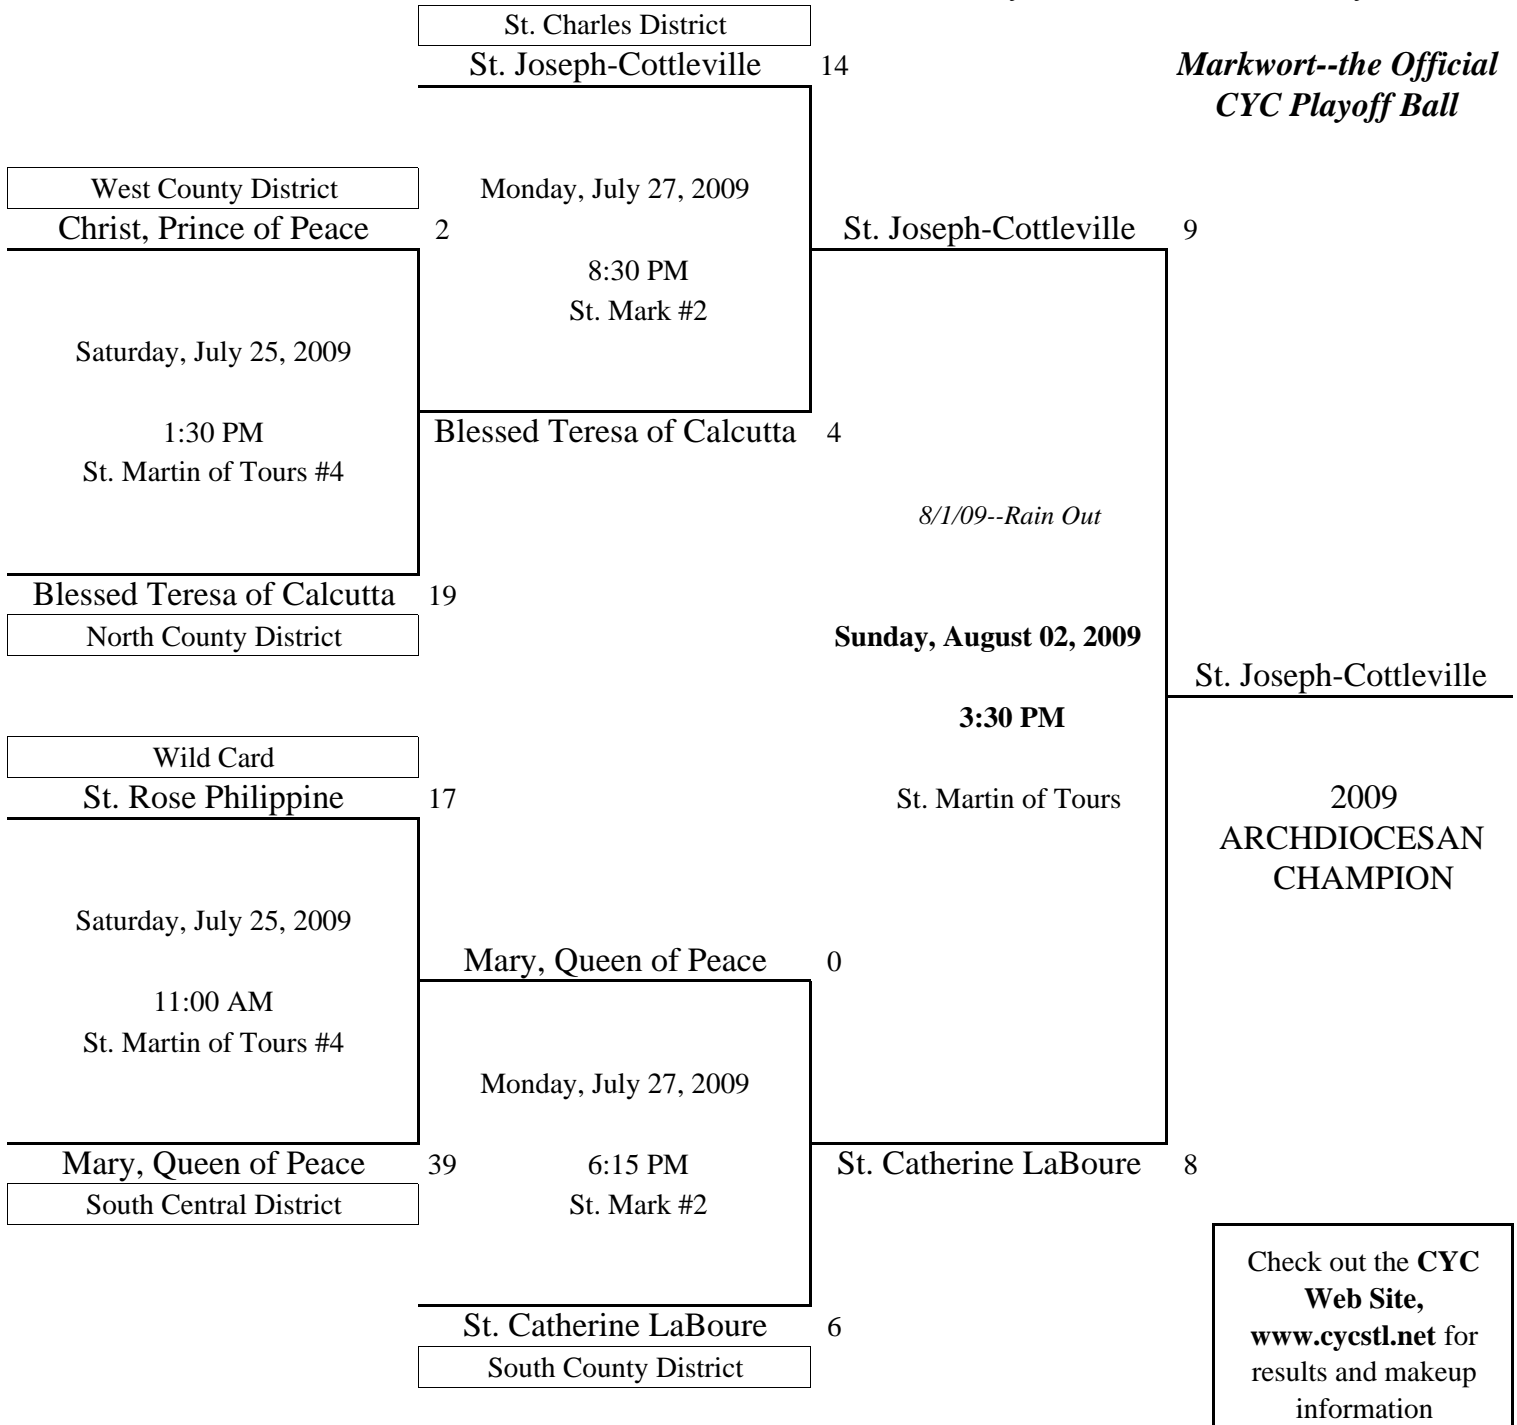 St. Charles District
St. Joseph-Cottleville 14
Markwort--the Official
CYC Playoff Ball
West County District
Christ, Prince of Peace 2
Monday, July 27, 2009
8:30 PM
St. Mark #2
St. Joseph-Cottleville 9
Saturday, July 25, 2009
1:30 PM
St. Martin of Tours #4
Blessed Teresa of Calcutta 4
8/1/09--Rain Out
Blessed Teresa of Calcutta 19
North County District
Sunday, August 02, 2009
3:30 PM
St. Martin of Tours
St. Joseph-Cottleville
2009
ARCHDIOCESAN
CHAMPION
Wild Card
St. Rose Philippine 17
Saturday, July 25, 2009
11:00 AM
St. Martin of Tours #4
Mary, Queen of Peace 0
Monday, July 27, 2009
6:15 PM
St. Mark #2
Mary, Queen of Peace 39
South Central District
St. Catherine LaBoure 8
St. Catherine LaBoure 6
South County District
Check out the CYC
Web Site,
www.cycstl.net for
results and makeup
information